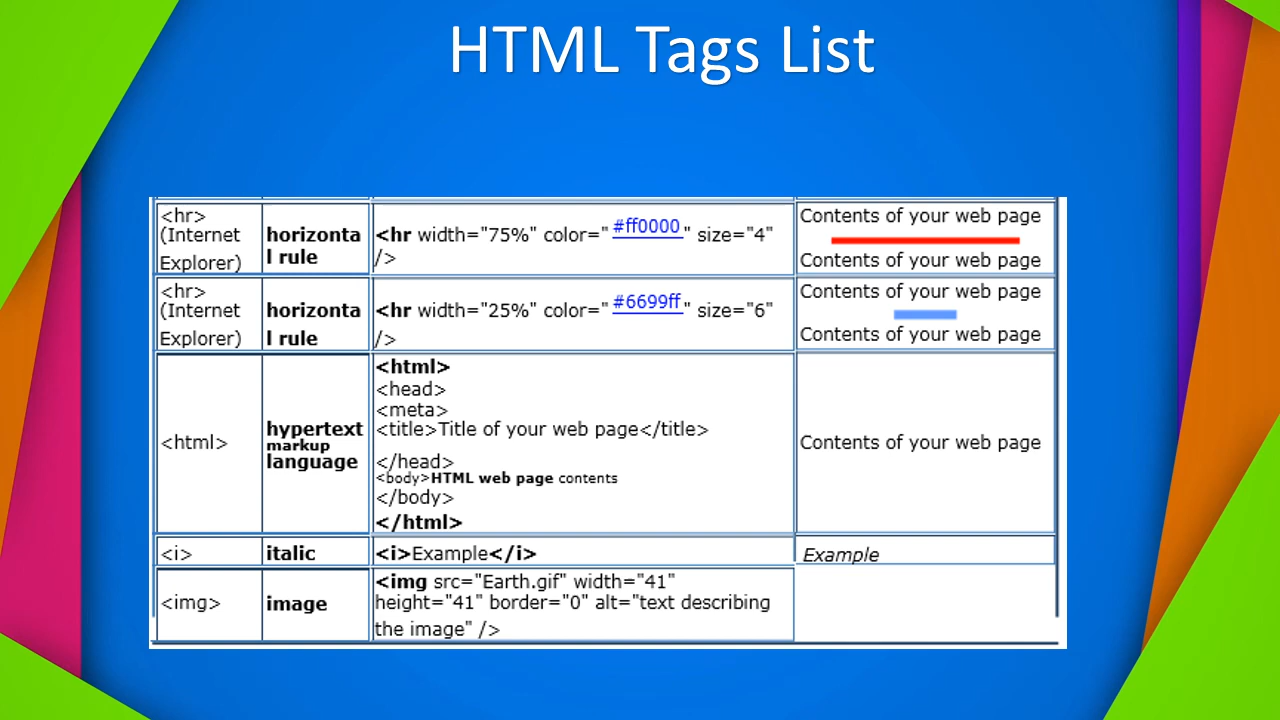 HTML Tags List
<hr>
(Internet
Explorer)
horizonta
l rule
<hr width="75%" color=" #ff0000 " size="4"
/>
Contents of your web page
Contents of your web page
<hr>
(Internet
Explorer)
horizonta
l rule
<hr width="25%" color=" #6699ff " size="6"
/>
Contents of your web page
Contents of your web page
<html>
hypertext
markup
language
<html>
<head>
<meta>
<title>Title of your web page</title>
</head>
<body>HTML web page contents
</body>
</html>
Contents of your web page
<i>
italic
<i>Example</i>
Example
<img>
image
<img src="Earth.gif" width="41"
height="41" border="0" alt="text describing
the image" />